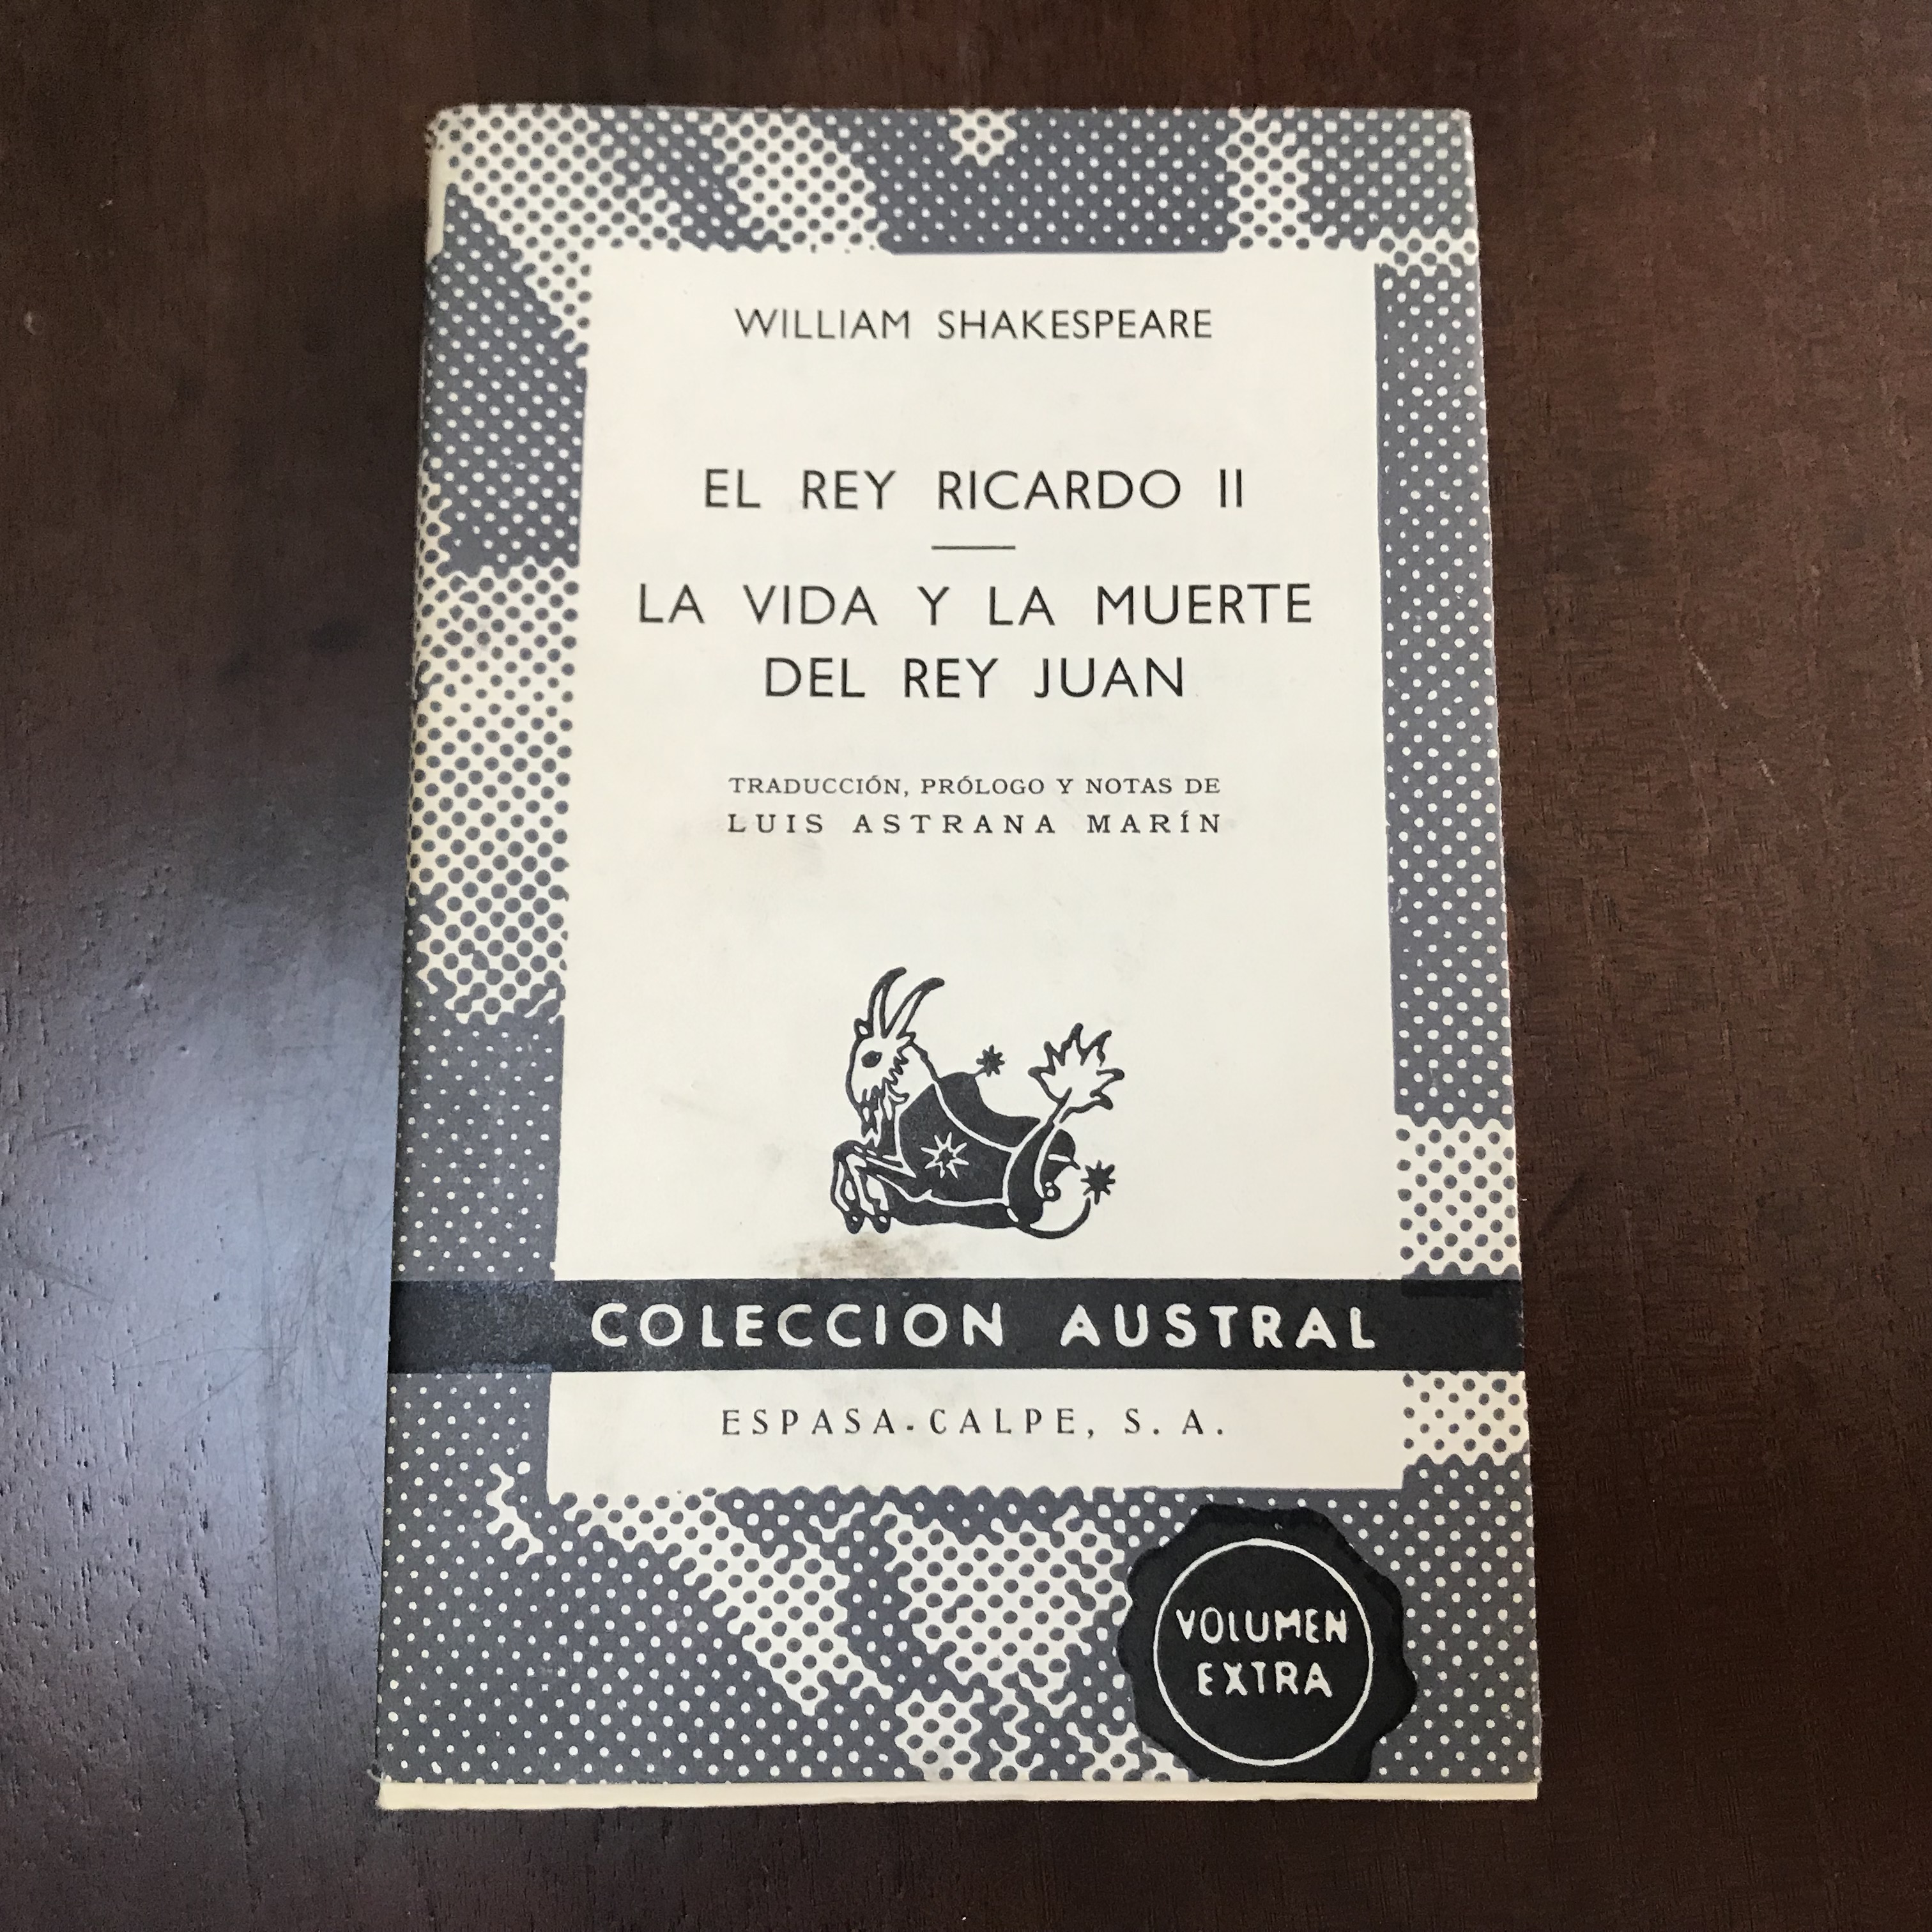 WILLIAM SHAKESPEARE
EL REY RICARDO II
LA VIDA Y LA MUERTE
DEL REY JUAN
TRADUCCIÓN, PRÓLOGO Y NOTAS DE
LUIS ASTRANA MARÍN
COLECCION AUSTRAL
ESPASA-CALPE, S. A.
VOLUMEN
EXTRA